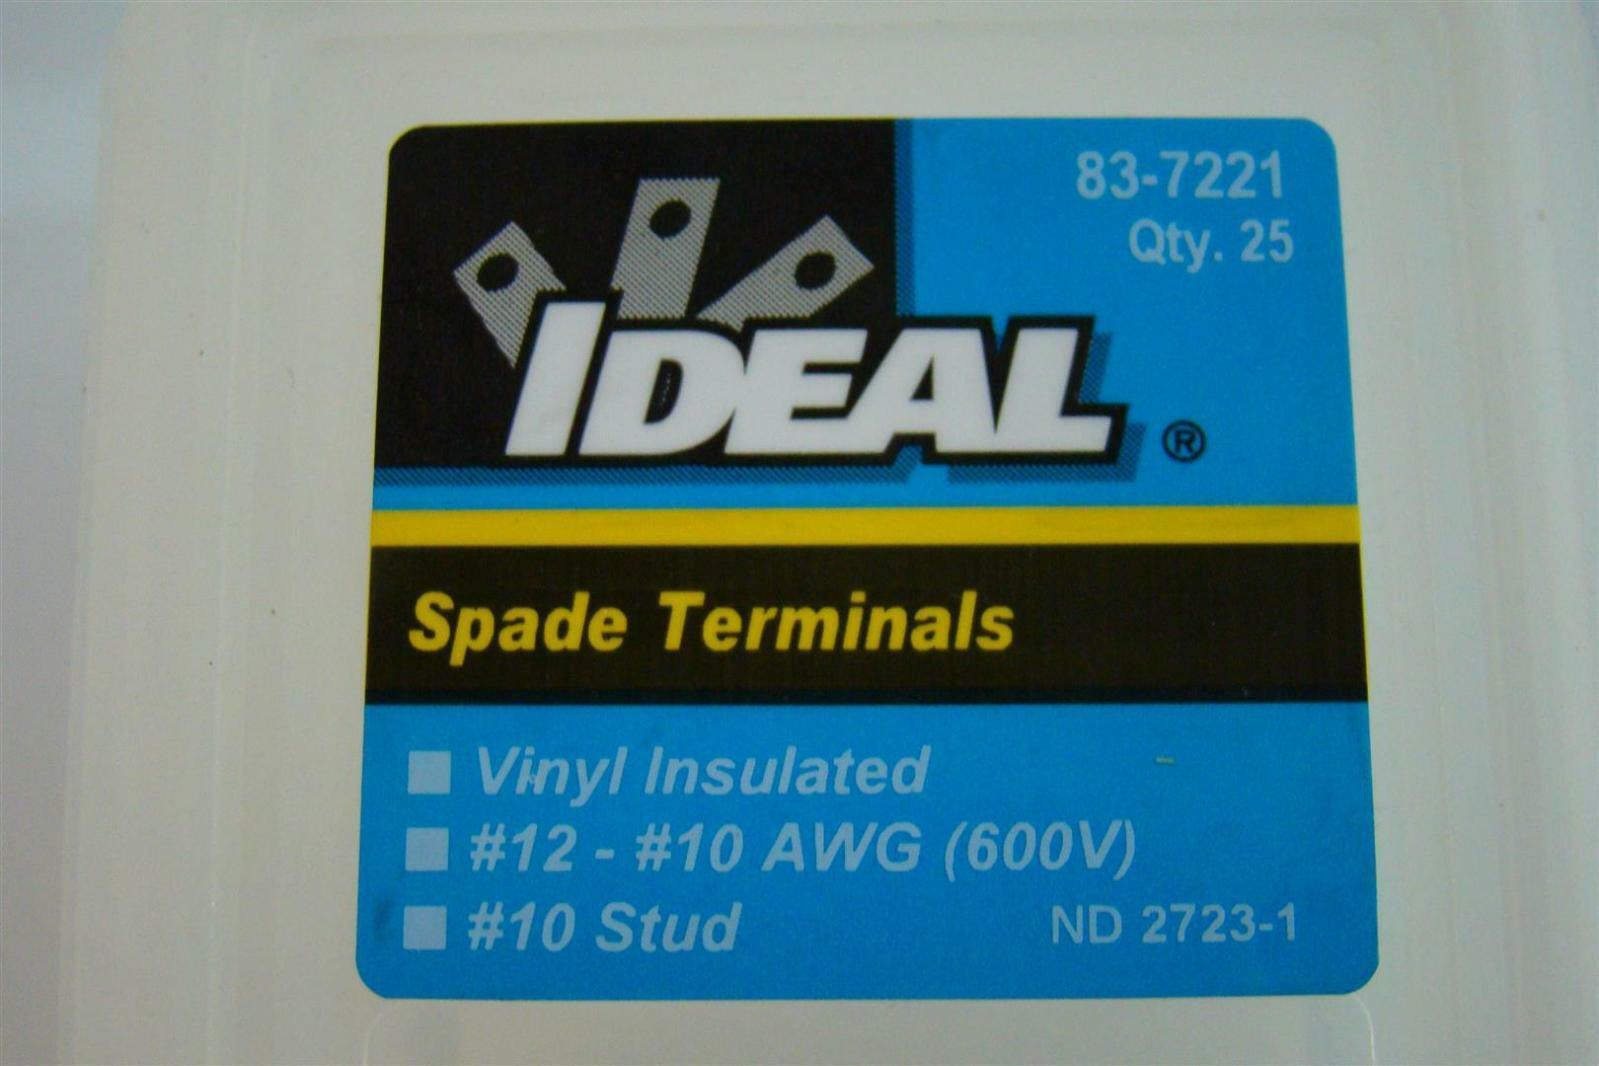 83-7221
Qty. 25
IDEAL ®
Spade Terminals
Vinyl Insulated
#12 - #10 AWG (600V)
#10 Stud
ND 2723-1